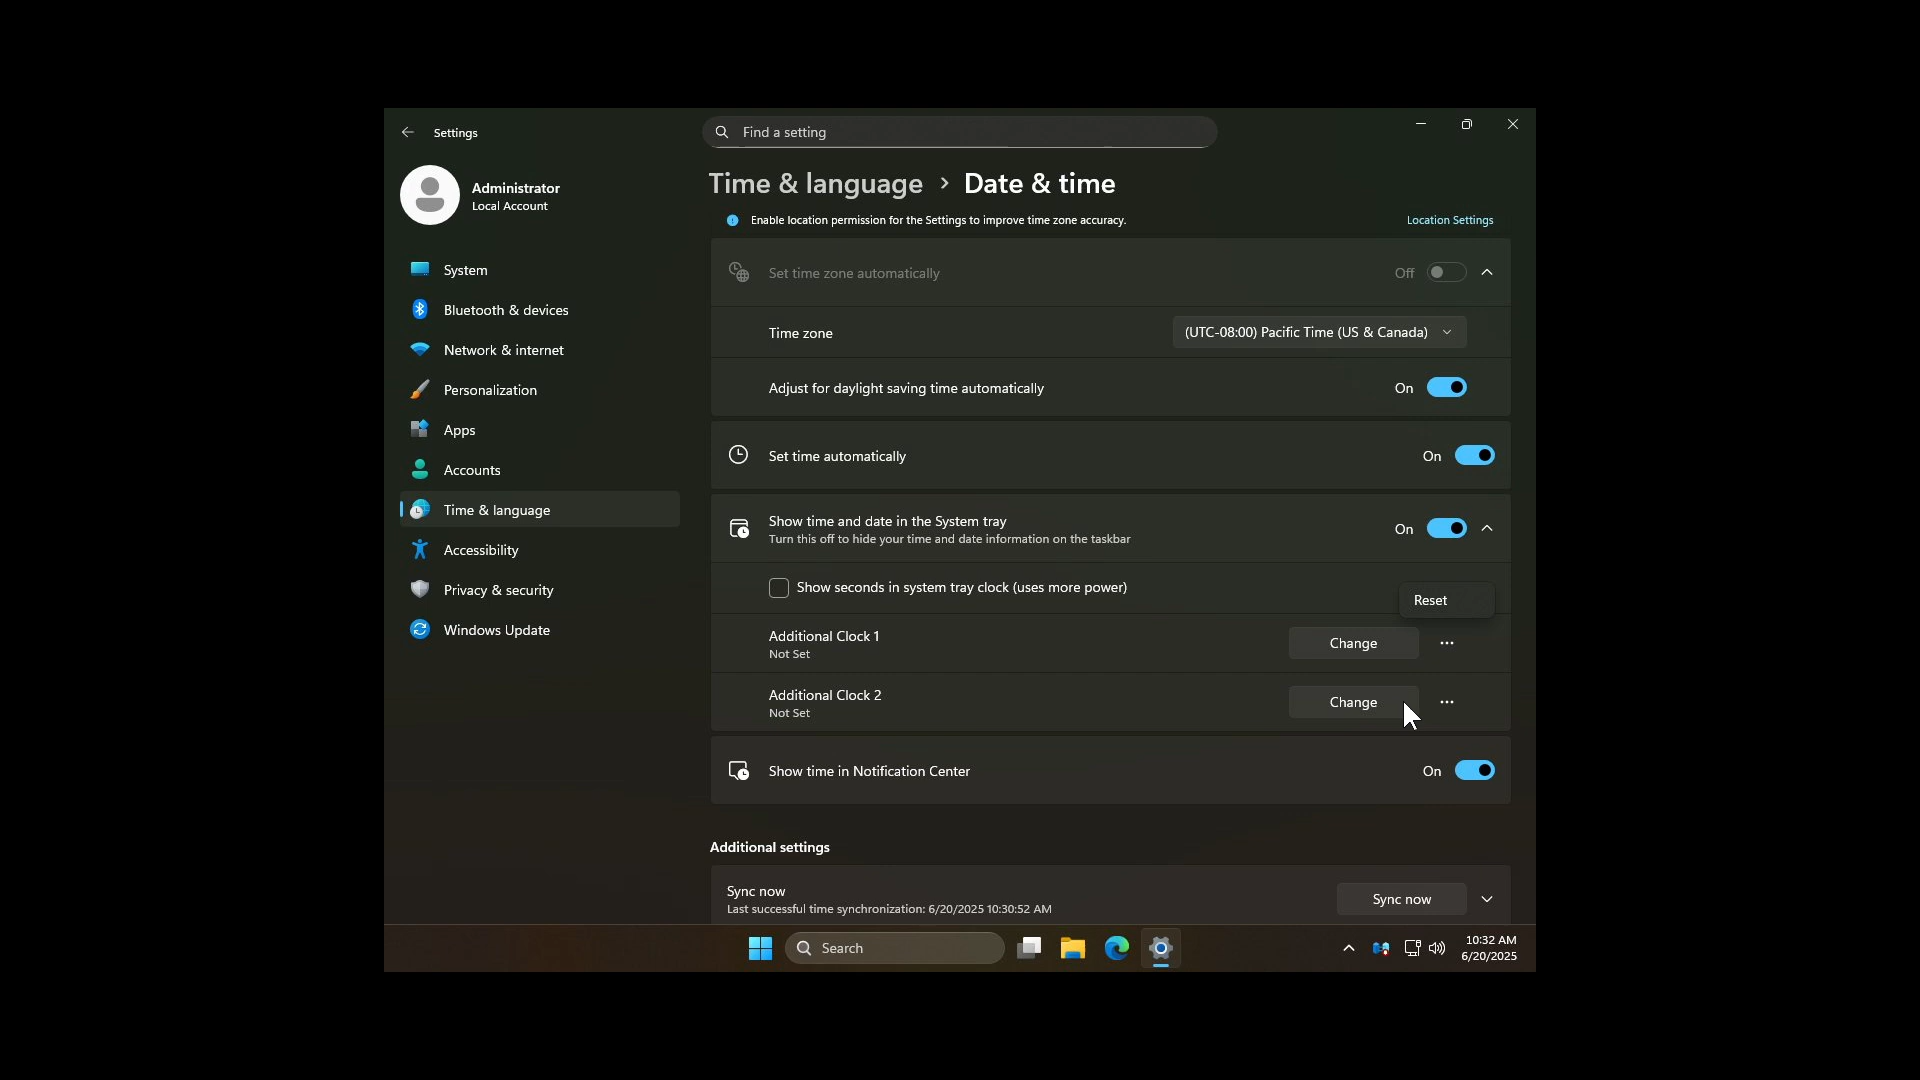 Settings
Find a setting
Administrator
Local Account
System
Bluetooth & devices
Network & internet
Personalization
Apps
Accounts
Time & language
Accessibility
Privacy & security
Windows Update
Time & language > Date & time
Enable location permission for the Settings to improve time zone accuracy.
Location Settings
Set time zone automatically
Off
Time zone
(UTC-08:00) Pacific Time (US & Canada)
Adjust for daylight saving time automatically
On
Set time automatically
On
Show time and date in the System tray
Turn this off to hide your time and date information on the taskbar
On
Show seconds in system tray clock (uses more power)
Reset
Additional Clock 1
Not Set
Change
Additional Clock 2
Not Set
Change
Show time in Notification Center
On
Additional settings
Sync now
Last successful time synchronization: 6/20/2025 10:30:52 AM
Sync now
Search
10:32 AM
6/20/2025